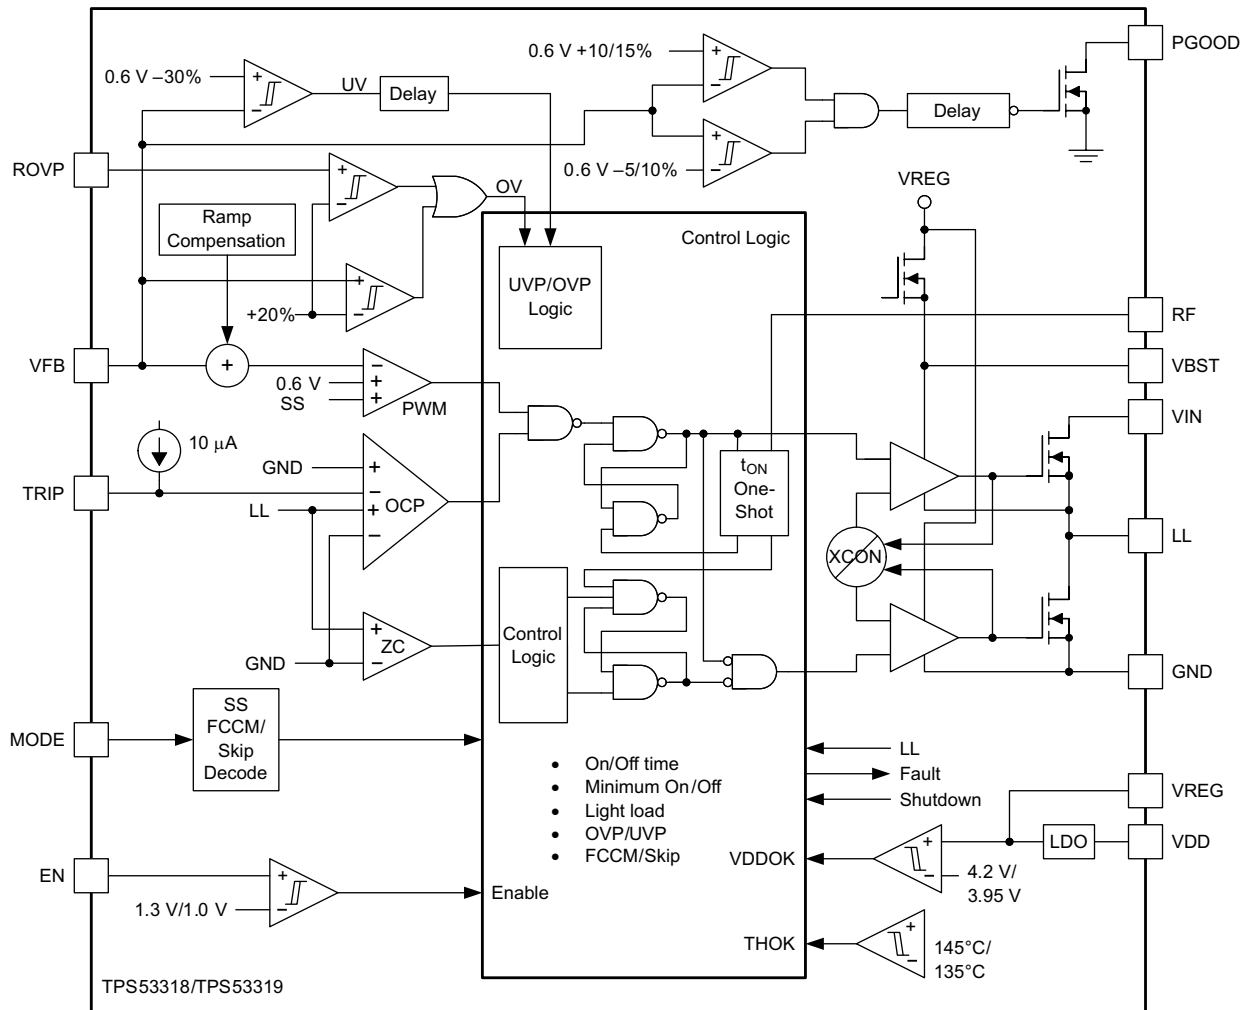 PGOOD
0.6 V +10/15%
0.6 V –30%
+
–
UV
Delay
+
–
Delay
+
–
0.6 V –5/10%
ROVP
+
–
OV
VREG
Ramp
Compensation
Control Logic
UVP/OVP
Logic
+
–
+20%
RF
VFB
+
–
+
+
0.6 V
SS
PWM
VBST
VIN
10 μA
GND
+
–
+
–
OCP
TRIP
LL
tON
One-
Shot
XCON
LL
+
–
ZC
GND
Control
Logic
GND
MODE
SS
FCCM/
Skip
Decode
• On/Off time
• Minimum On/Off
• Light load
• OVP/UVP
• FCCM/Skip
LL
Fault
Shutdown
VREG
LDO
VDD
VDDOK
+
–
4.2 V/
3.95 V
EN
+
–
1.3 V/1.0 V
Enable
THOK
+
–
145°C/
135°C
TPS53318/TPS53319